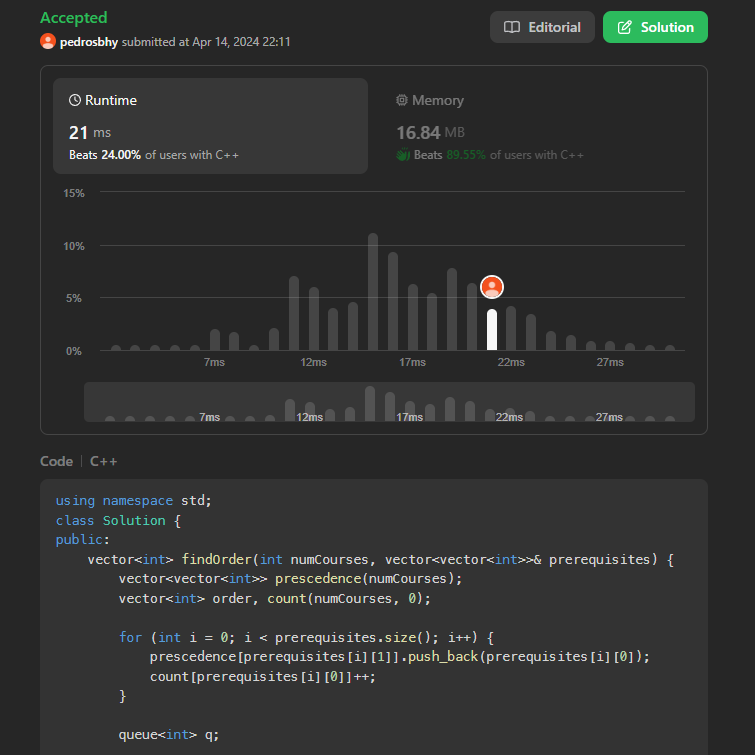 Accepted
pedrosbhy submitted at Apr 14, 2024 22:11
Editorial
Solution
Runtime
21 ms
Beats 24.00% of users with C++
Memory
16.84 MB
Beats 89.55% of users with C++
15%
10%
5%
0%
7ms 12ms 17ms 22ms 27ms
7ms 12ms 17ms 22ms 27ms
Code | C++
using namespace std;
class Solution {
public:
    vector<int> findOrder(int numCourses, vector<vector<int>>& prerequisites) {
        vector<vector<int>> prescedence(numCourses);
        vector<int> order, count(numCourses, 0);
        for (int i = 0; i < prerequisites.size(); i++) {
            prescedence[prerequisites[i][1]].push_back(prerequisites[i][0]);
            count[prerequisites[i][0]]++;
        }
        queue<int> q;